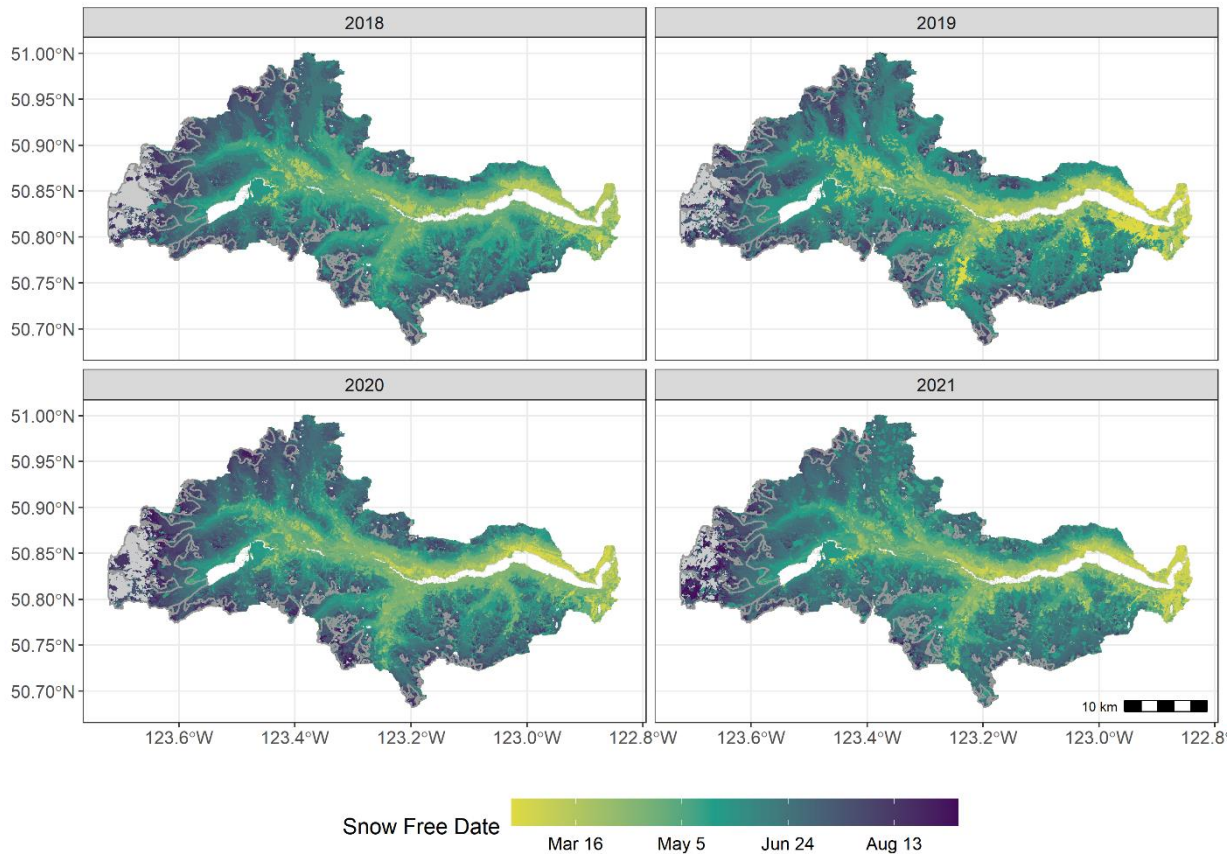 2018
2019
51.00°N
50.95°N
50.90°N
50.85°N
50.80°N
50.75°N
50.70°N
2020
2021
51.00°N
50.95°N
50.90°N
50.85°N
50.80°N
50.75°N
50.70°N
10 km
123.6°W 123.4°W 123.2°W 123.0°W 122.8°W 123.6°W 123.4°W 123.2°W 123.0°W 122.8°
Snow Free Date
Mar 16 May 5 Jun 24 Aug 13